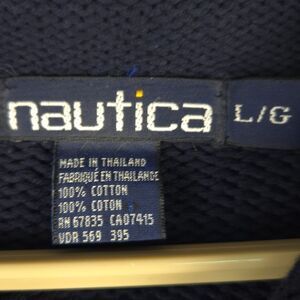 nautica
L/G
MADE IN THAILAND
FABRIQUÉ EN THAILANDE
100% COTTON
100% COTON
RN 67835 CA07415
VDR 569 395